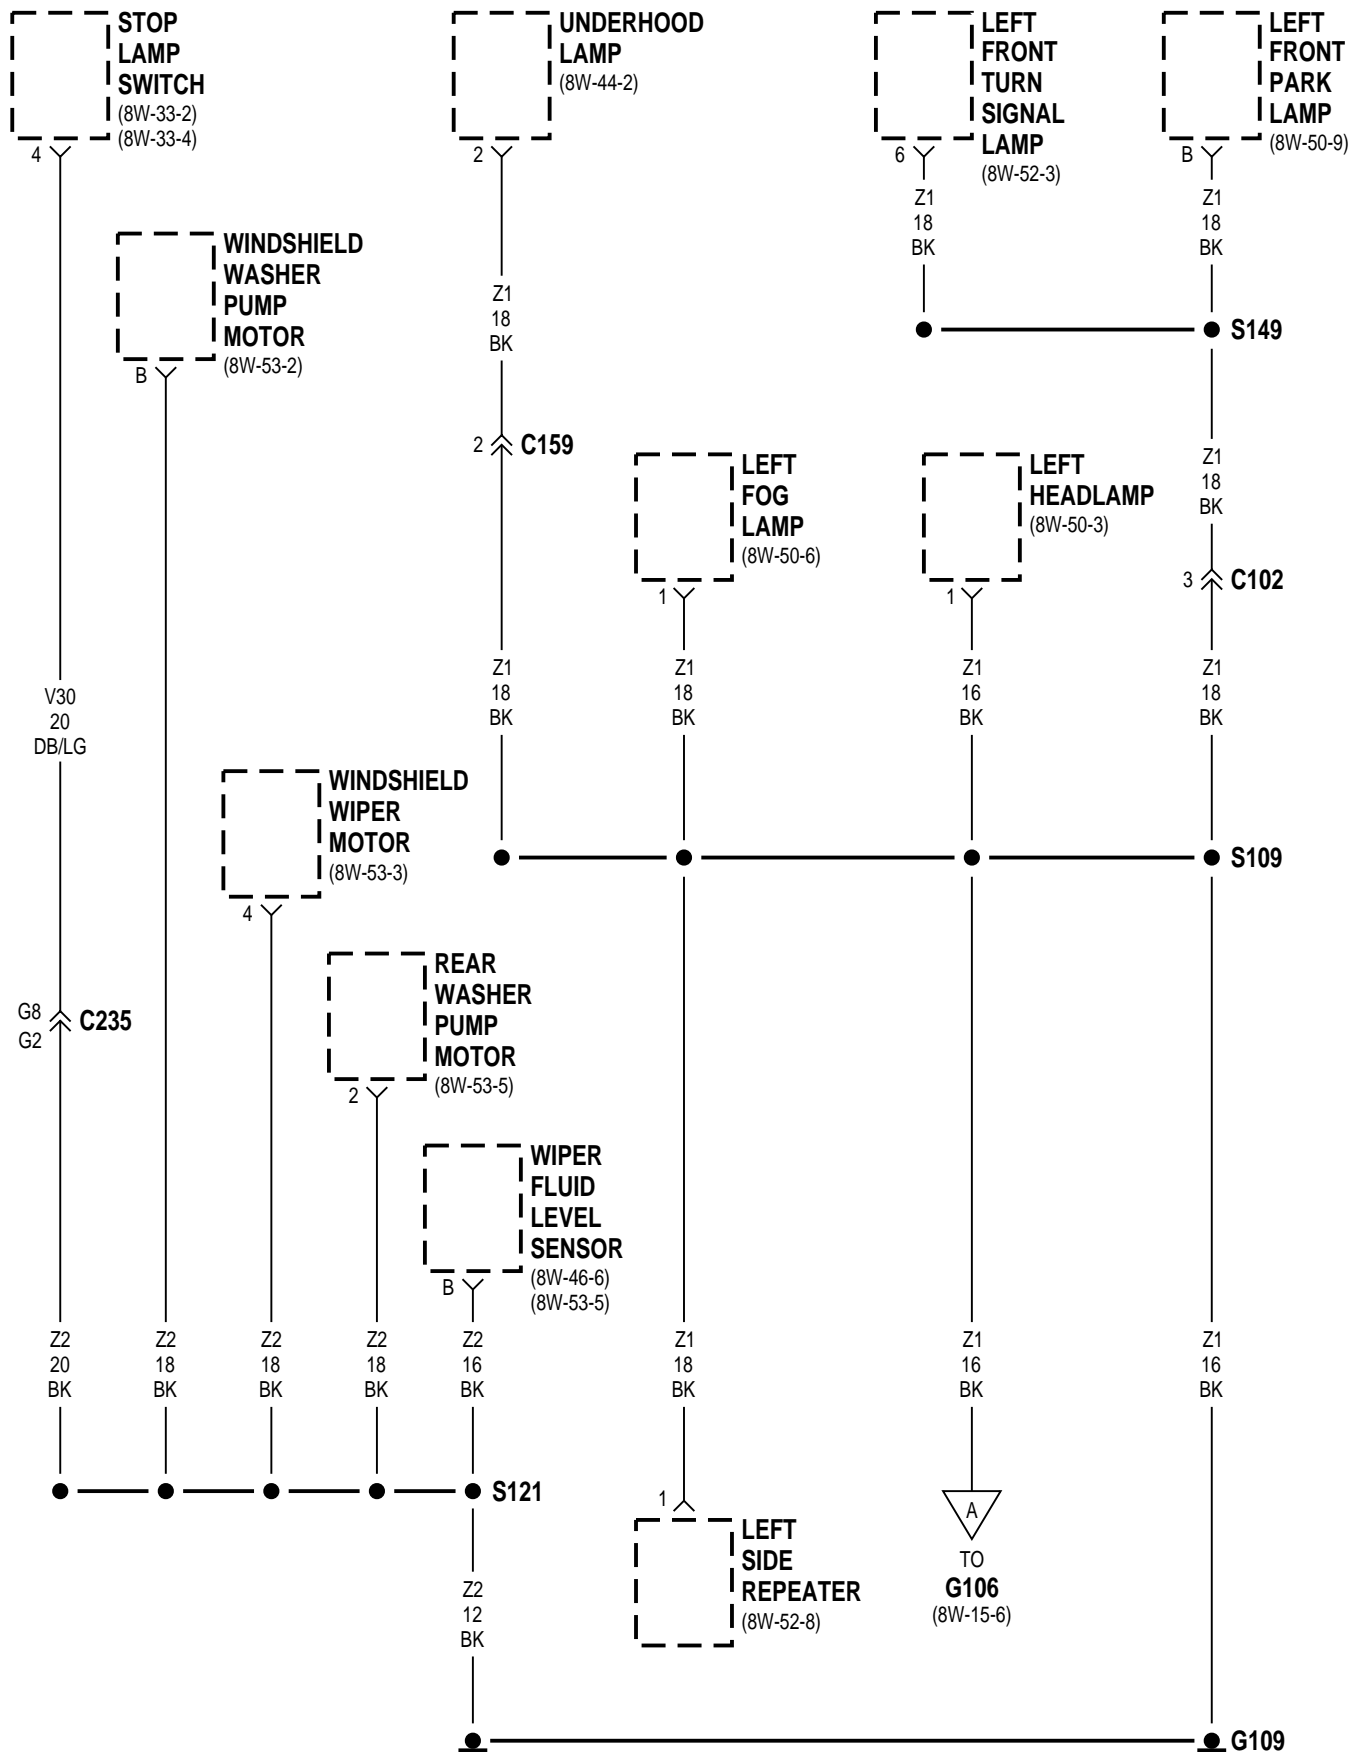 STOP
LAMP
SWITCH
(8W-33-2)
(8W-33-4)
4
UNDERHOOD
LAMP
(8W-44-2)
2
LEFT
FRONT
TURN
SIGNAL
LAMP
(8W-52-3)
6
LEFT
FRONT
PARK
LAMP
(8W-50-9)
B
Z1
18
BK
Z1
18
BK
WINDSHIELD
WASHER
PUMP
MOTOR
(8W-53-2)
B
Z1
18
BK
S149
2
C159
LEFT
FOG
LAMP
(8W-50-6)
1
LEFT
HEADLAMP
(8W-50-3)
1
Z1
18
BK
3
C102
V30
20
DB/LG
Z1
18
BK
Z1
18
BK
Z1
16
BK
Z1
18
BK
WINDSHIELD
WIPER
MOTOR
(8W-53-3)
4
S109
REAR
WASHER
PUMP
MOTOR
(8W-53-5)
2
G8
G2
C235
WIPER
FLUID
LEVEL
SENSOR
(8W-46-6)
(8W-53-5)
B
Z2
20
BK
Z2
18
BK
Z2
18
BK
Z2
18
BK
Z2
16
BK
Z1
18
BK
Z1
16
BK
Z1
16
BK
S121
1
LEFT
SIDE
REPEATER
(8W-52-8)
A
TO
G106
(8W-15-6)
Z2
12
BK
G109